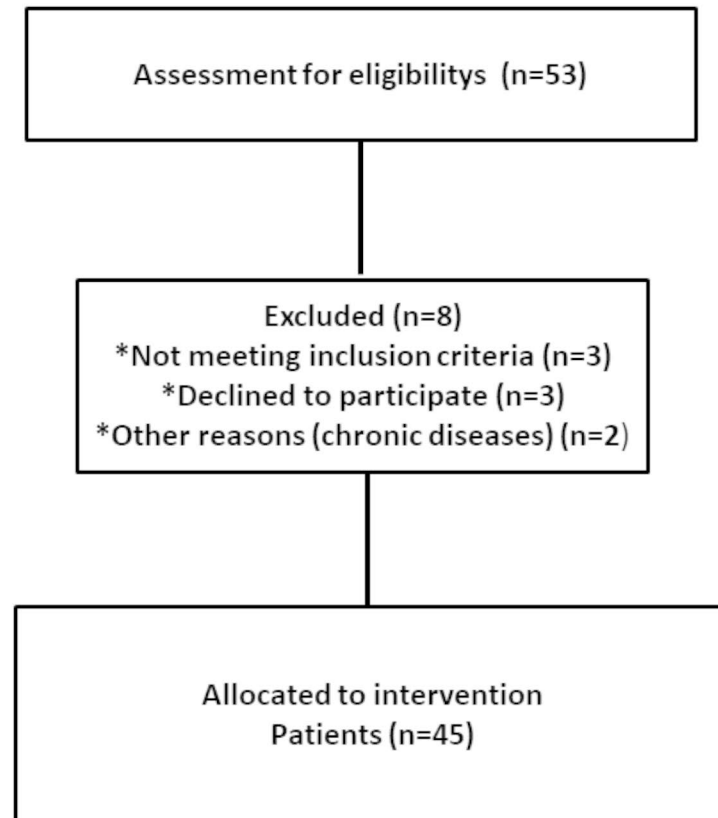 Assessment for eligibilitys (n=53)
Excluded (n=8)
*Not meeting inclusion criteria (n=3)
*Declined to participate (n=3)
*Other reasons (chronic diseases) (n=2)
Allocated to intervention
Patients (n=45)